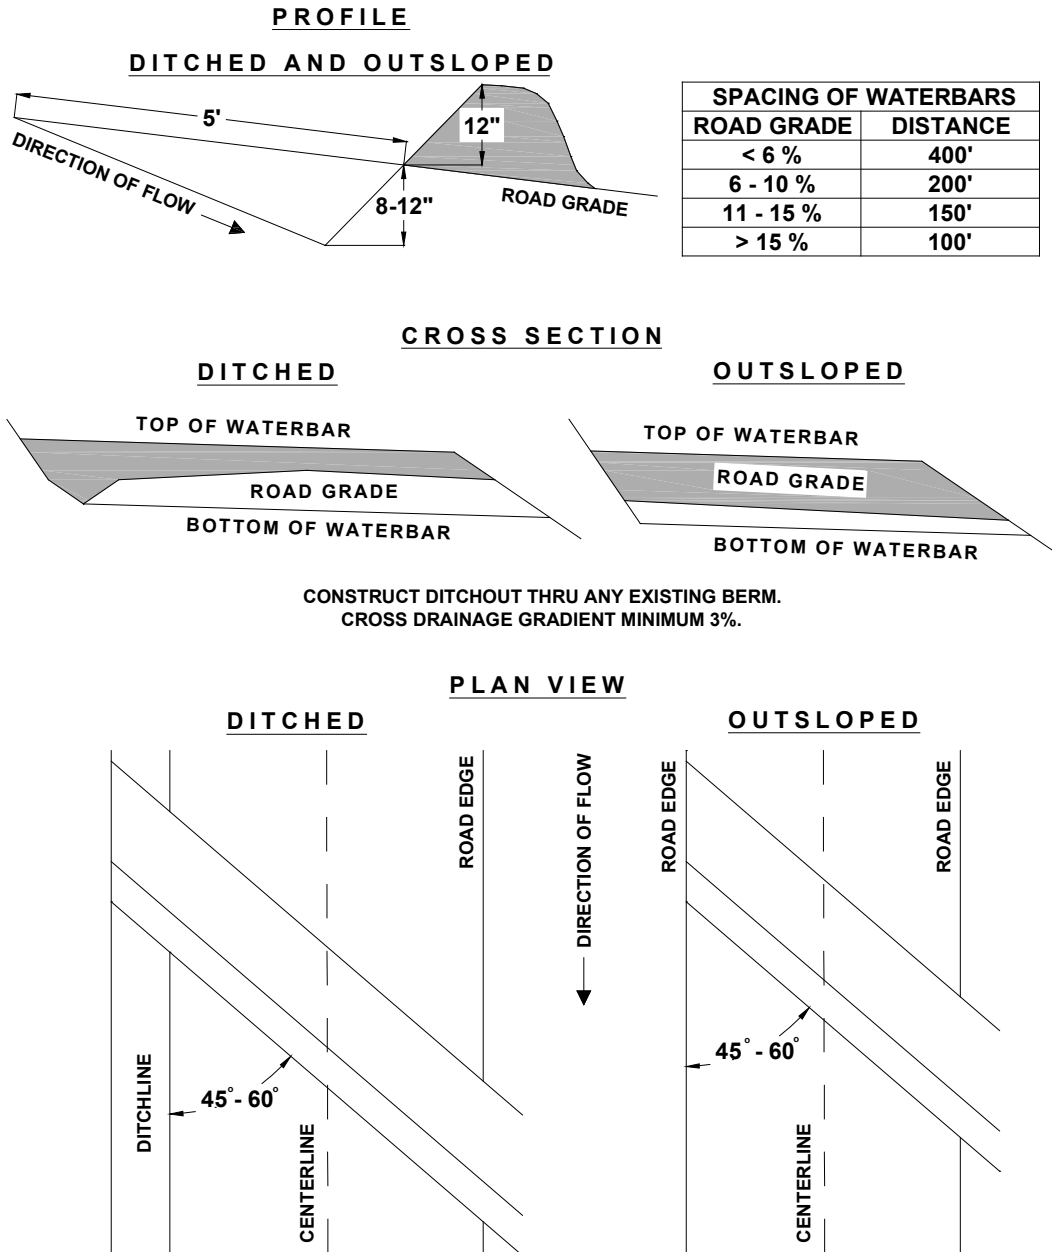 PROFILE
DITCHED AND OUTSLOPED
5'
12"
DIRECTION OF FLOW
8-12"
ROAD GRADE
SPACING OF WATERBARS
ROAD GRADE DISTANCE
< 6 % 400'
6 - 10 % 200'
11 - 15 % 150'
> 15 % 100'
CROSS SECTION
DITCHED
TOP OF WATERBAR
ROAD GRADE
BOTTOM OF WATERBAR
OUTSLOPED
TOP OF WATERBAR
ROAD GRADE
BOTTOM OF WATERBAR
CONSTRUCT DITCHOUT THRU ANY EXISTING BERM.
CROSS DRAINAGE GRADIENT MINIMUM 3%.
PLAN VIEW
DITCHED
ROAD EDGE
45°- 60°
DITCHLINE
CENTERLINE
DIRECTION OF FLOW
OUTSLOPED
ROAD EDGE
ROAD EDGE
45° - 60°
CENTERLINE